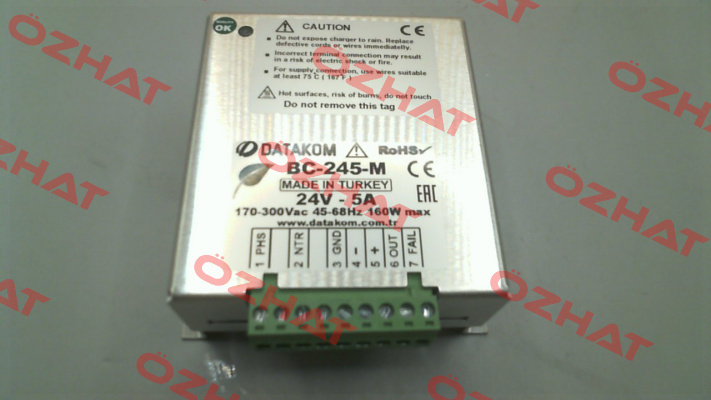 OK
CAUTION CE
Do not expose charger to rain. Replace
defective cords or wires immediatelly.
Incorrect terminal connection may result
in a risk of electric shock or fire.
For supply connection, use wires suitable
at least 75 C ( 167 F )
Hot surfaces, risk of burns, do not touch
Do not remove this tag
DATAKOM RoHS
BC-245-M CE
MADE IN TURKEY
24V - 5A EAC
170-300Vac 45-68Hz 160W max
www.datakom.com.tr
1 PHS
2 NTR
3 GND
4 -
5 +
6 OUT
7 FAIL
ÖZHAT
ÖZHAT
ÖZHAT
ÖZHAT
ÖZHAT
ÖZHAT
ÖZHAT
ÖZHAT
ÖZHAT
ÖZHAT